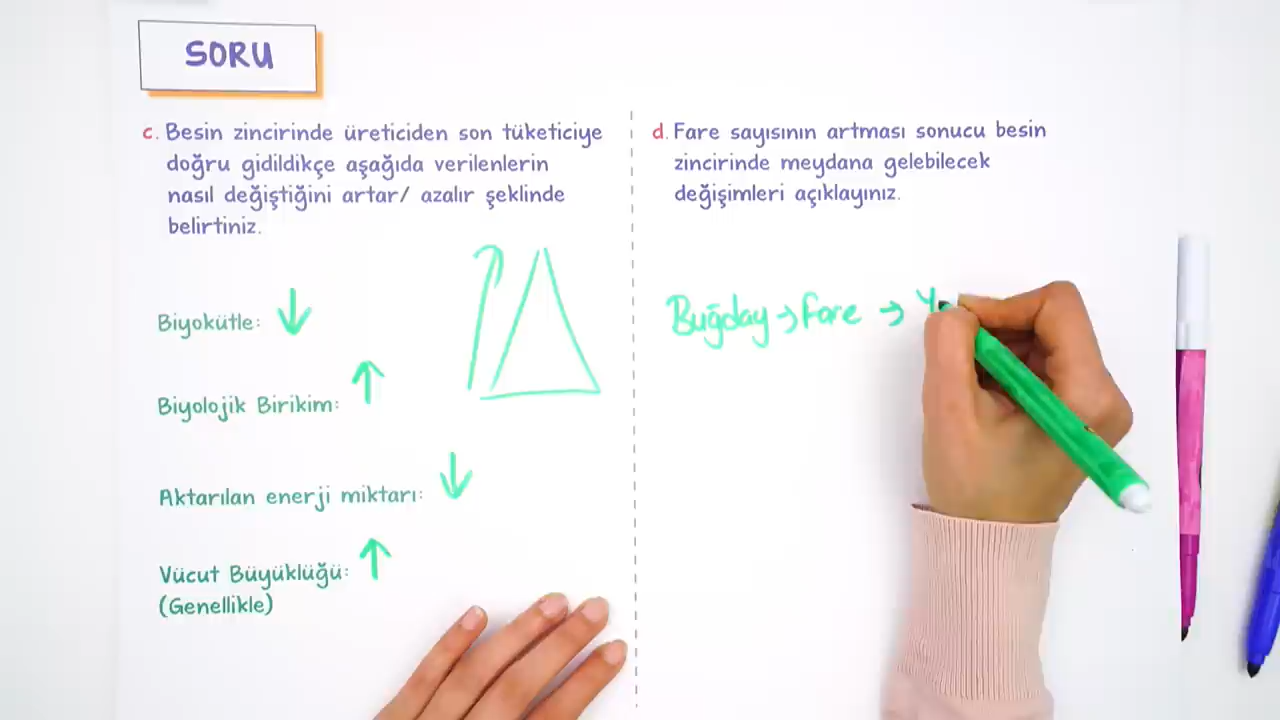 SORU
c. Besin zincirinde üreticiden son tüketiciye
doğru gidildikçe aşağıda verilenlerin
nasıl değiştiğini artar/ azalır şeklinde
belirtiniz.
Biyokütle: ↓
Biyolojik Birikim: ↑
Aktarılan enerji miktarı: ↓
Vücut Büyüklüğü: ↑
(Genellikle)
d. Fare sayısının artması sonucu besin
zincirinde meydana gelebilecek
değişimleri açıklayınız.
Buğday → fare → Y